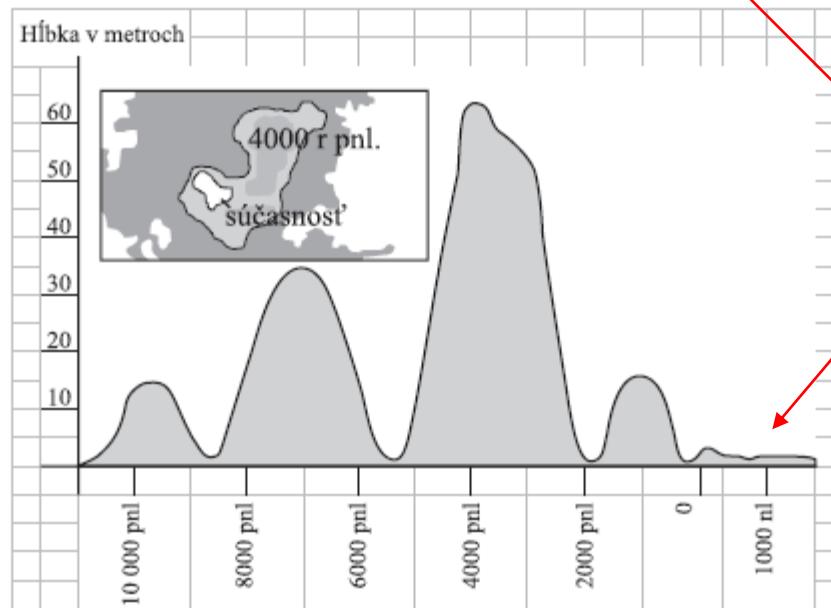 Hĺbka v metroch
60
50
40
30
20
10
4000 r pnl.
súčasnosť
10 000 pnl
8000 pnl
6000 pnl
4000 pnl
2000 pnl
0
1000 nl